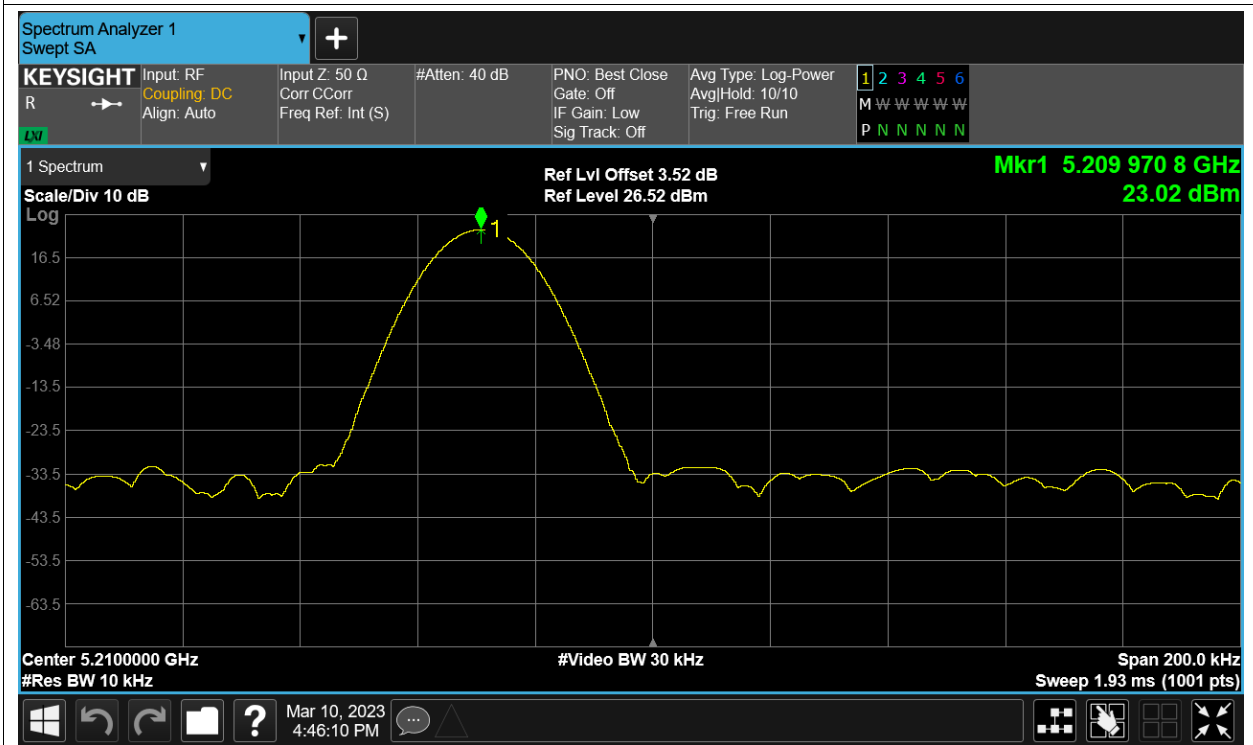 Spectrum Analyzer 1
Swept SA
KEYSIGHT
R
LXI
Input: RF
Coupling: DC
Align: Auto
Input Z: 50 Ω
Corr CCorr
Freq Ref: Int (S)
#Atten: 40 dB
PNO: Best Close
Gate: Off
IF Gain: Low
Sig Track: Off
Avg Type: Log-Power
Avg|Hold: 10/10
Trig: Free Run
1 2 3 4 5 6
M W W W W W
P N N N N N
1 Spectrum
Scale/Div 10 dB
Ref Lvl Offset 3.52 dB
Ref Level 26.52 dBm
Mkr1 5.209 970 8 GHz
23.02 dBm
Log
1
16.5
6.52
-3.48
-13.5
-23.5
-33.5
-43.5
-53.5
-63.5
Center 5.2100000 GHz
#Video BW 30 kHz
Span 200.0 kHz
#Res BW 10 kHz
Sweep 1.93 ms (1001 pts)
?
Mar 10, 2023
4:46:10 PM